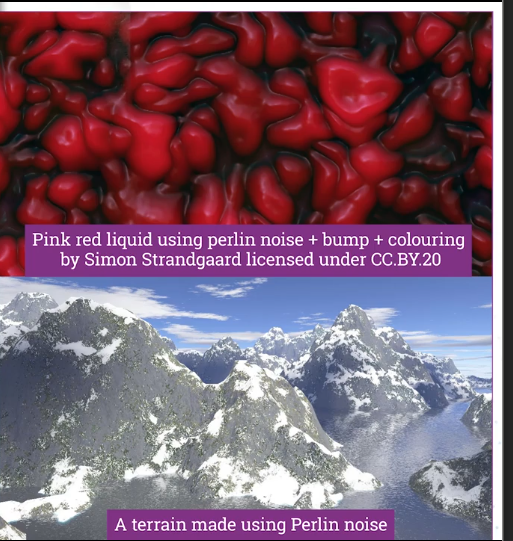 Pink red liquid using perlin noise + bump + colouring
by Simon Strandgaard licensed under CC.BY.20
A terrain made using Perlin noise